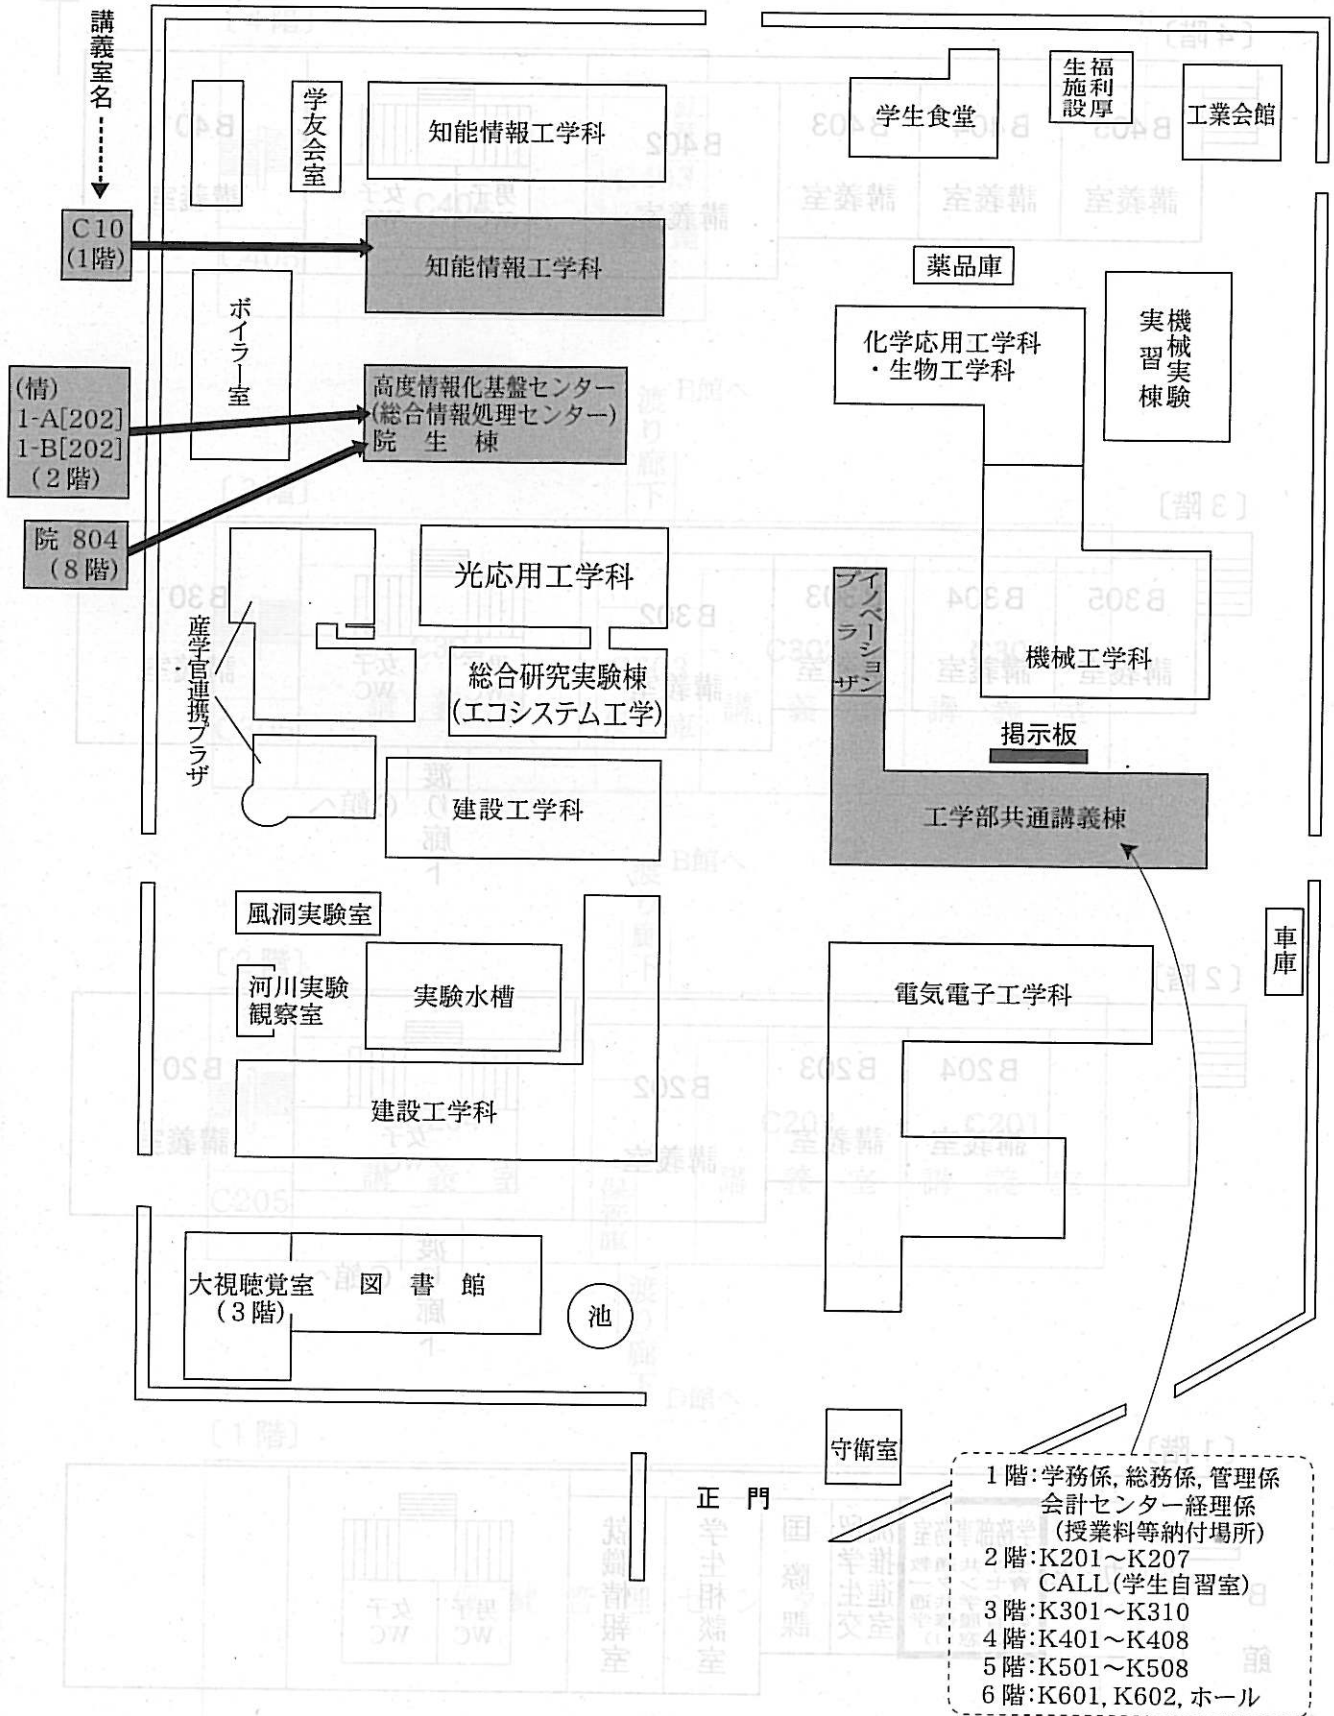 講義室名
学友会室
知能情報工学科
学生食堂
福利厚
生施設
工業会館
C10
(1階)
知能情報工学科
薬品庫
ボイラー室
化学応用工学科
・生物工学科
機械実験
実習棟
(情)
1-A[202]
1-B[202]
(2階)
高度情報化基盤センター
(総合情報処理センター)
院 生 棟
院 804
(8階)
光応用工学科
イノベーション
プラザ
産学官連携プラザ
総合研究実験棟
(エコシステム工学)
機械工学科
掲示板
建設工学科
工学部共通講義棟
風洞実験室
車庫
河川実験
観察室
実験水槽
電気電子工学科
建設工学科
大視聴覚室
(3階)
図 書 館
池
守衛室
正 門
1階:学務係, 総務係, 管理係
会計センター経理係
(授業料等納付場所)
2階:K201〜K207
CALL(学生自習室)
3階:K301〜K310
4階:K401〜K408
5階:K501〜K508
6階:K601, K602, ホール